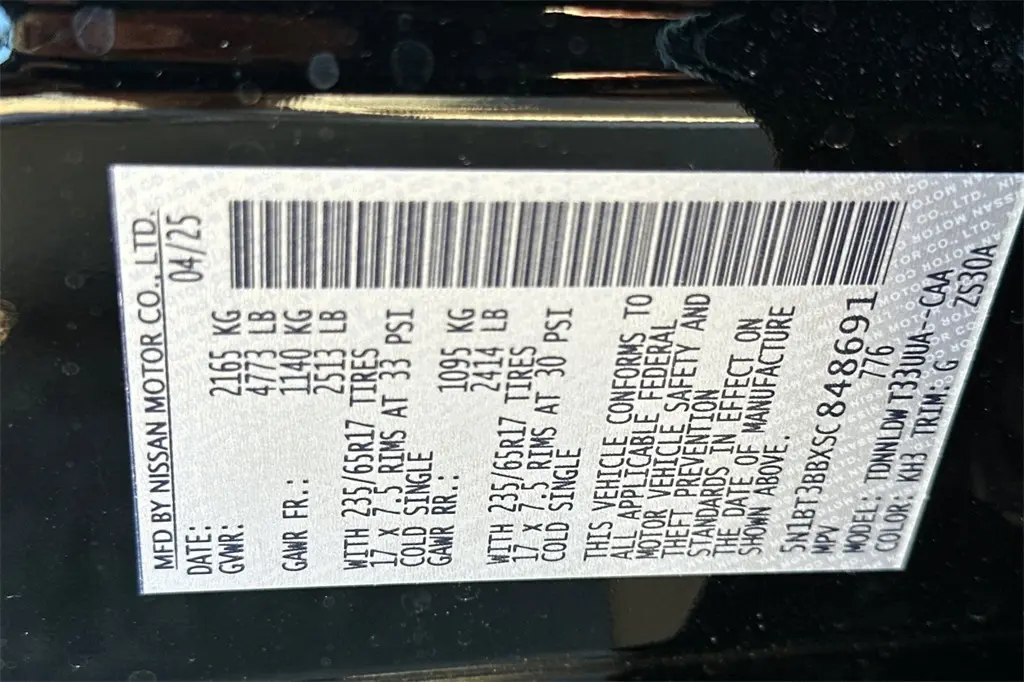 MFD BY NISSAN MOTOR CO., LTD.
DATE: 04/25
GVWR: 2165 KG
4773 LB
GAWR FR.: 1140 KG
2513 LB
WITH 235/65R17 TIRES
17 X 7.5 RIMS AT 33 PSI
COLD SINGLE
GAWR RR.: 1095 KG
2414 LB
WITH 235/65R17 TIRES
17 X 7.5 RIMS AT 30 PSI
COLD SINGLE
THIS VEHICLE CONFORMS TO
ALL APPLICABLE FEDERAL
MOTOR VEHICLE SAFETY AND
THEFT PREVENTION
STANDARDS IN EFFECT ON
THE DATE OF MANUFACTURE
SHOWN ABOVE.
5N1BT3BBXSC848691
MPV 776
MODEL: TDNNLDWT33UUA--CAA
COLOR: KH3 TRIM: G ZS30A